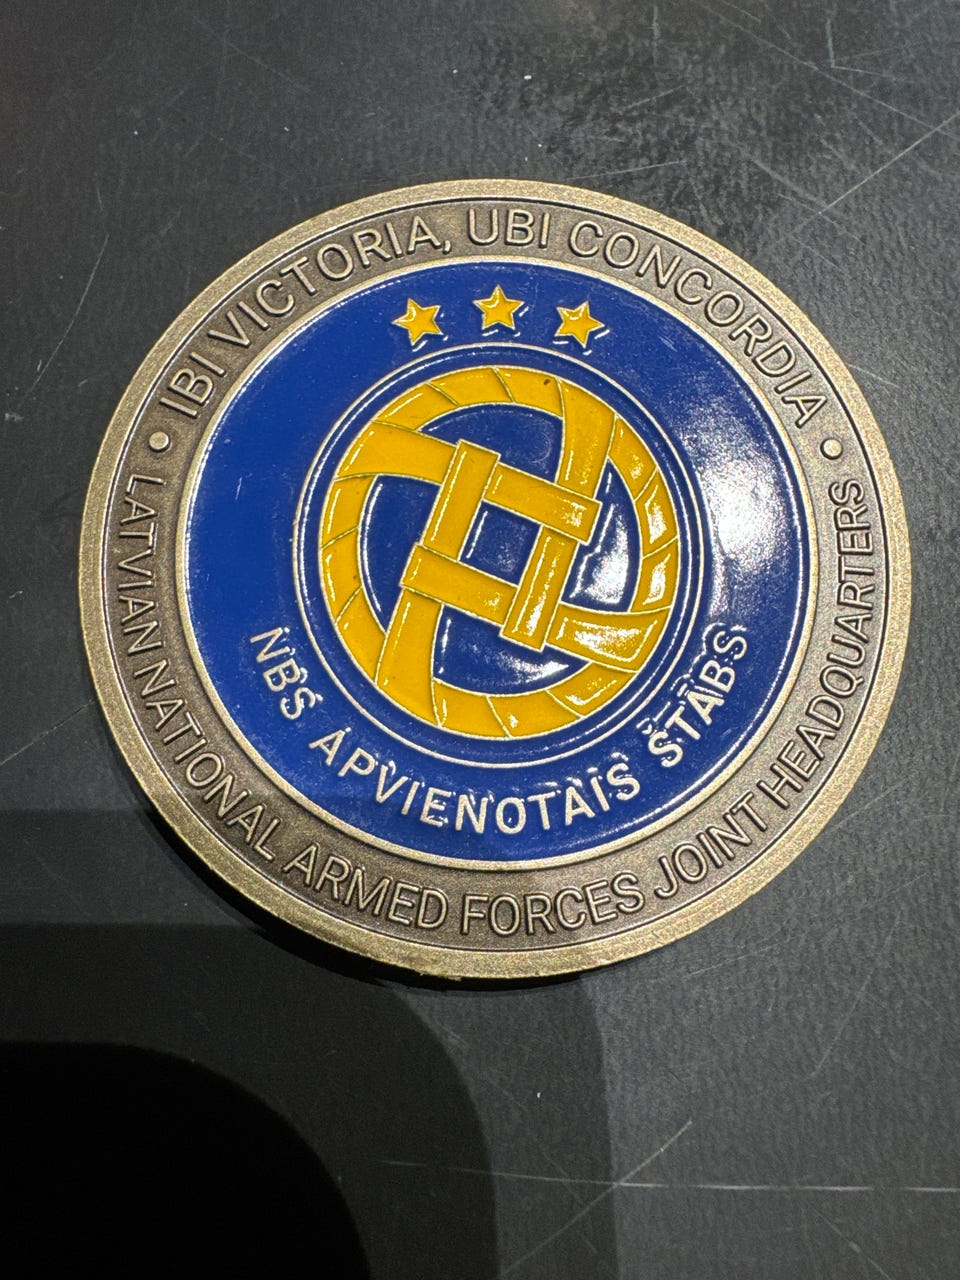 IBI VICTORIA, UBI CONCORDIA
NBS APVIENOTAIS ŠTĀBS
LATVIAN NATIONAL ARMED FORCES JOINT HEADQUARTERS